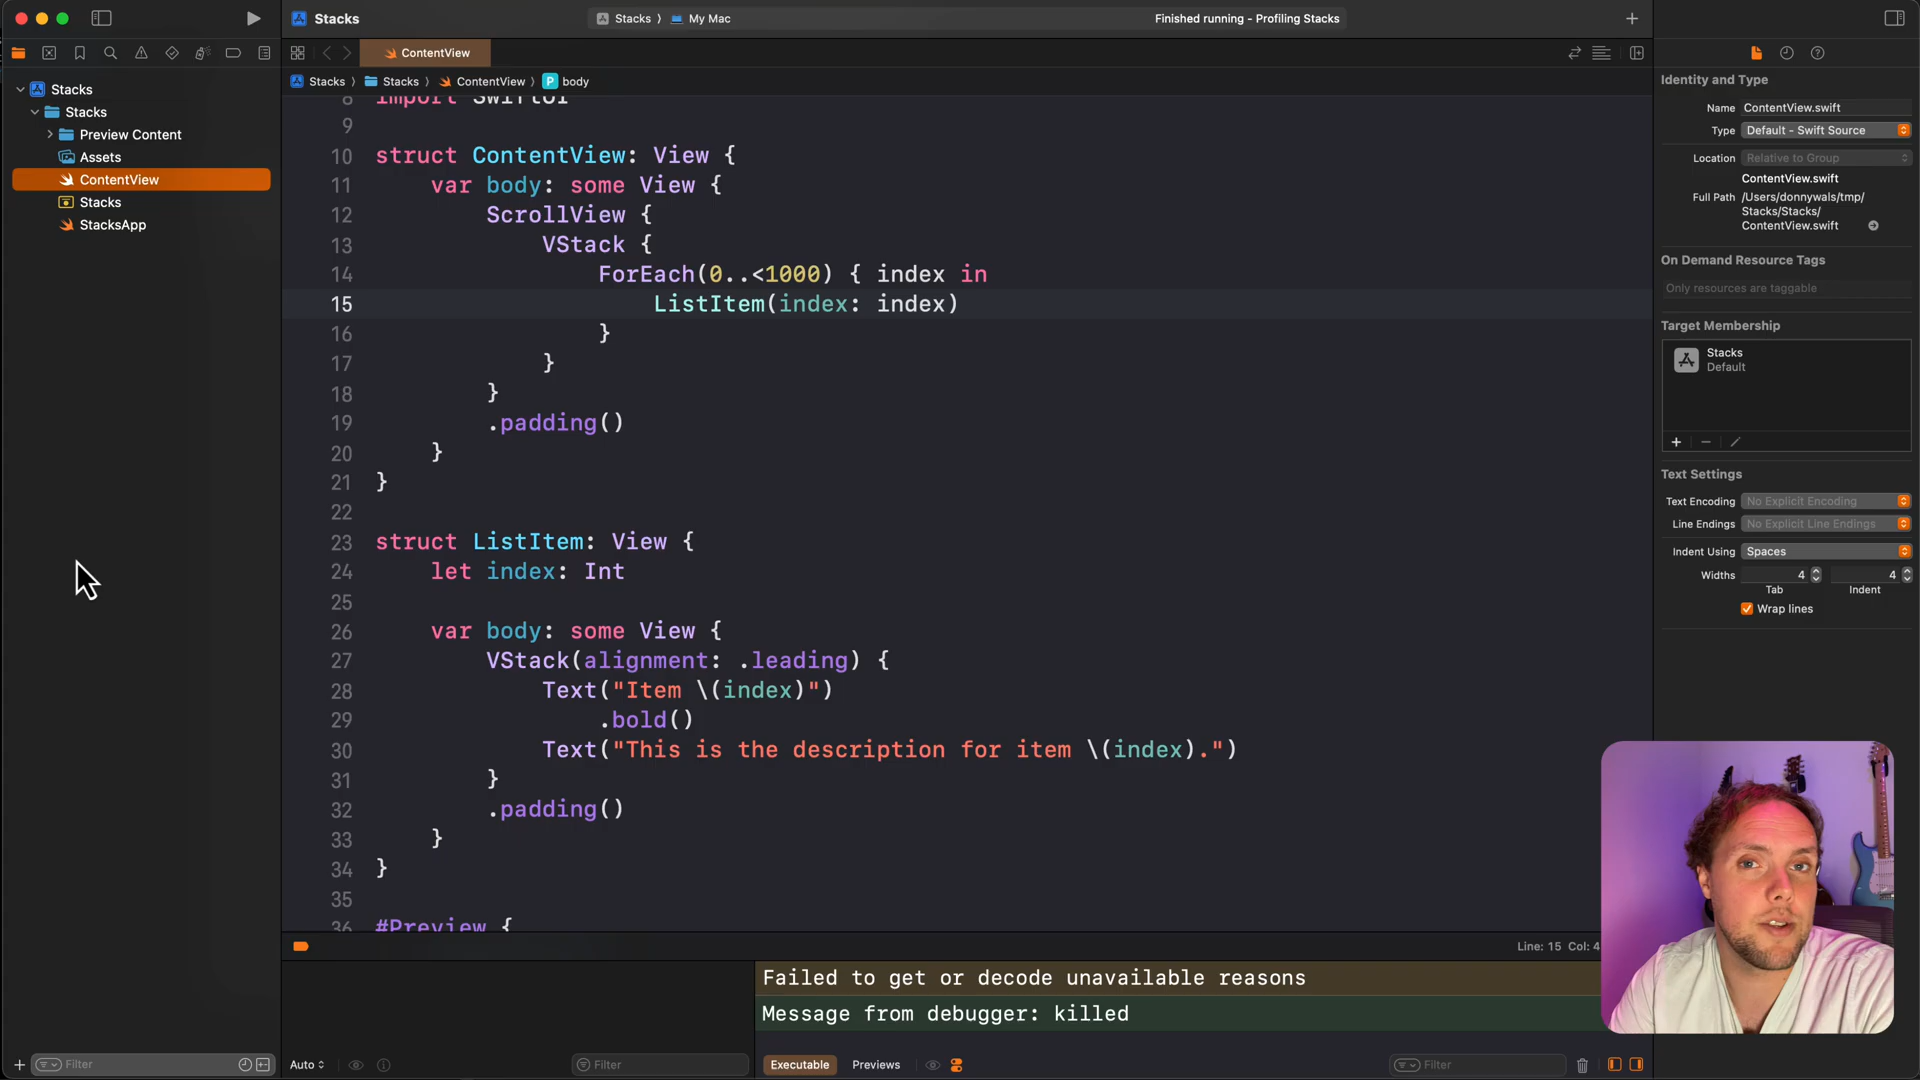 Stacks
Stacks 〉 My Mac
Finished running - Profiling Stacks
ContentView
Stacks 〉 Stacks 〉 ContentView 〉 P body
Stacks
Stacks
Preview Content
Assets
ContentView
Stacks
StacksApp
Filter
8 import SwiftUI
9
10 struct ContentView: View {
11 var body: some View {
12 ScrollView {
13 VStack {
14 ForEach(0..<1000) { index in
15 ListItem(index: index)
16 }
17 }
18 }
19 .padding()
20 }
21 }
22
23 struct ListItem: View {
24 let index: Int
25
26 var body: some View {
27 VStack(alignment: .leading) {
28 Text("Item \(index)")
29 .bold()
30 Text("This is the description for item \(index).")
31 }
32 .padding()
33 }
34 }
35
36 #Preview {
Line: 15 Col: 4
Failed to get or decode unavailable reasons
Message from debugger: killed
Auto
Filter
Executable
Previews
Filter
Identity and Type
Name ContentView.swift
Type Default - Swift Source
Location Relative to Group
ContentView.swift
Full Path /Users/donnywals/tmp/
Stacks/Stacks/
ContentView.swift
On Demand Resource Tags
Only resources are taggable
Target Membership
Stacks
Default
Text Settings
Text Encoding No Explicit Encoding
Line Endings No Explicit Line Endings
Indent Using Spaces
Widths 4 4
Tab Indent
Wrap lines